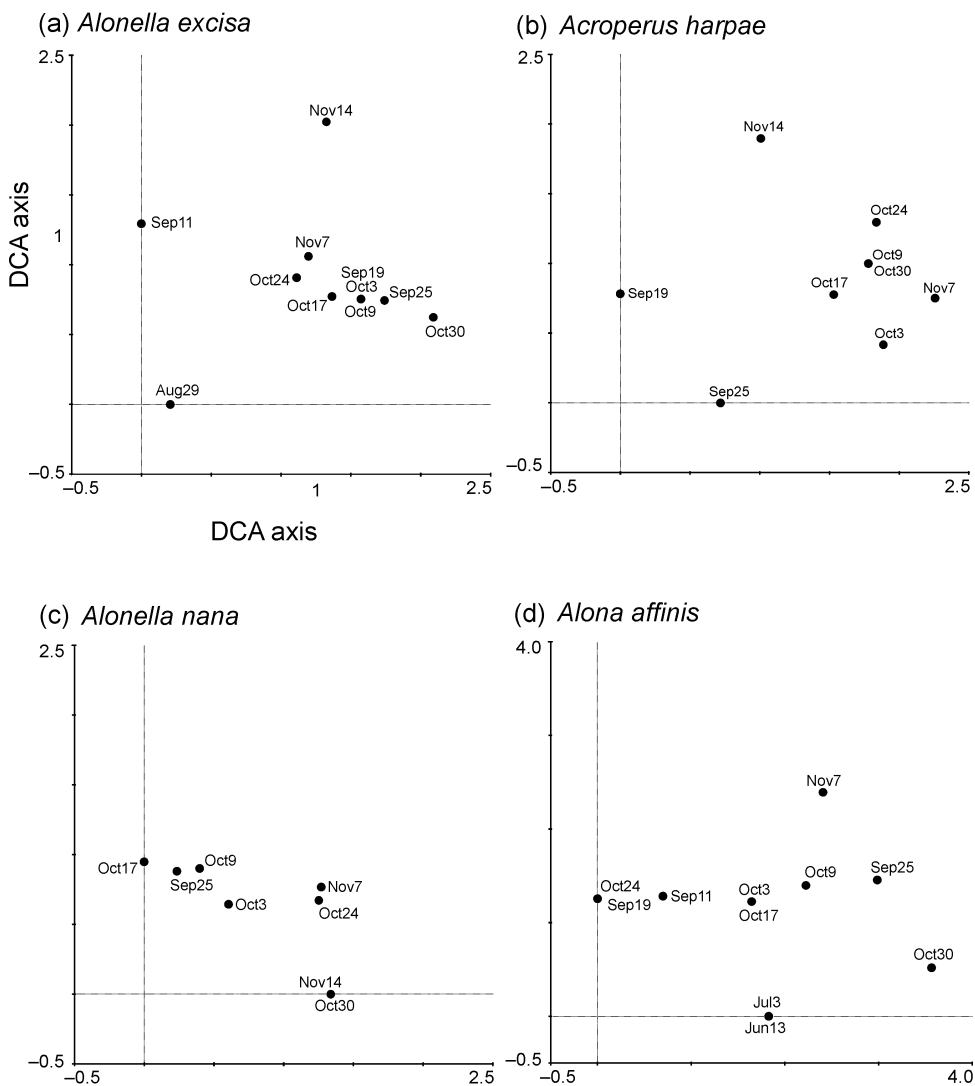 (a) Alonella excisa
2.5
Nov14
Sep11
DCA axis
1
Nov7
Oct24
Sep19
Oct3
Oct17
Oct9
Sep25
Oct30
Aug29
–0.5
–0.5
1
2.5
DCA axis
(b) Acroperus harpae
2.5
Nov14
Oct24
Oct9
Oct30
Sep19
Oct17
Nov7
Oct3
Sep25
–0.5
–0.5
2.5
(c) Alonella nana
2.5
Oct17
Oct9
Sep25
Oct3
Nov7
Oct24
Nov14
Oct30
–0.5
–0.5
2.5
(d) Alona affinis
4.0
Nov7
Oct24
Sep19
Sep11
Oct3
Oct17
Oct9
Sep25
Oct30
Jul3
Jun13
–0.5
–0.5
4.0